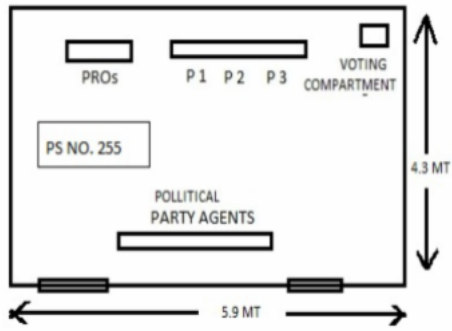 PROs
P 1 P 2 P 3
VOTING
COMPARTMENT
PS NO. 255
4.3 MT
POLLITICAL
PARTY AGENTS
5.9 MT